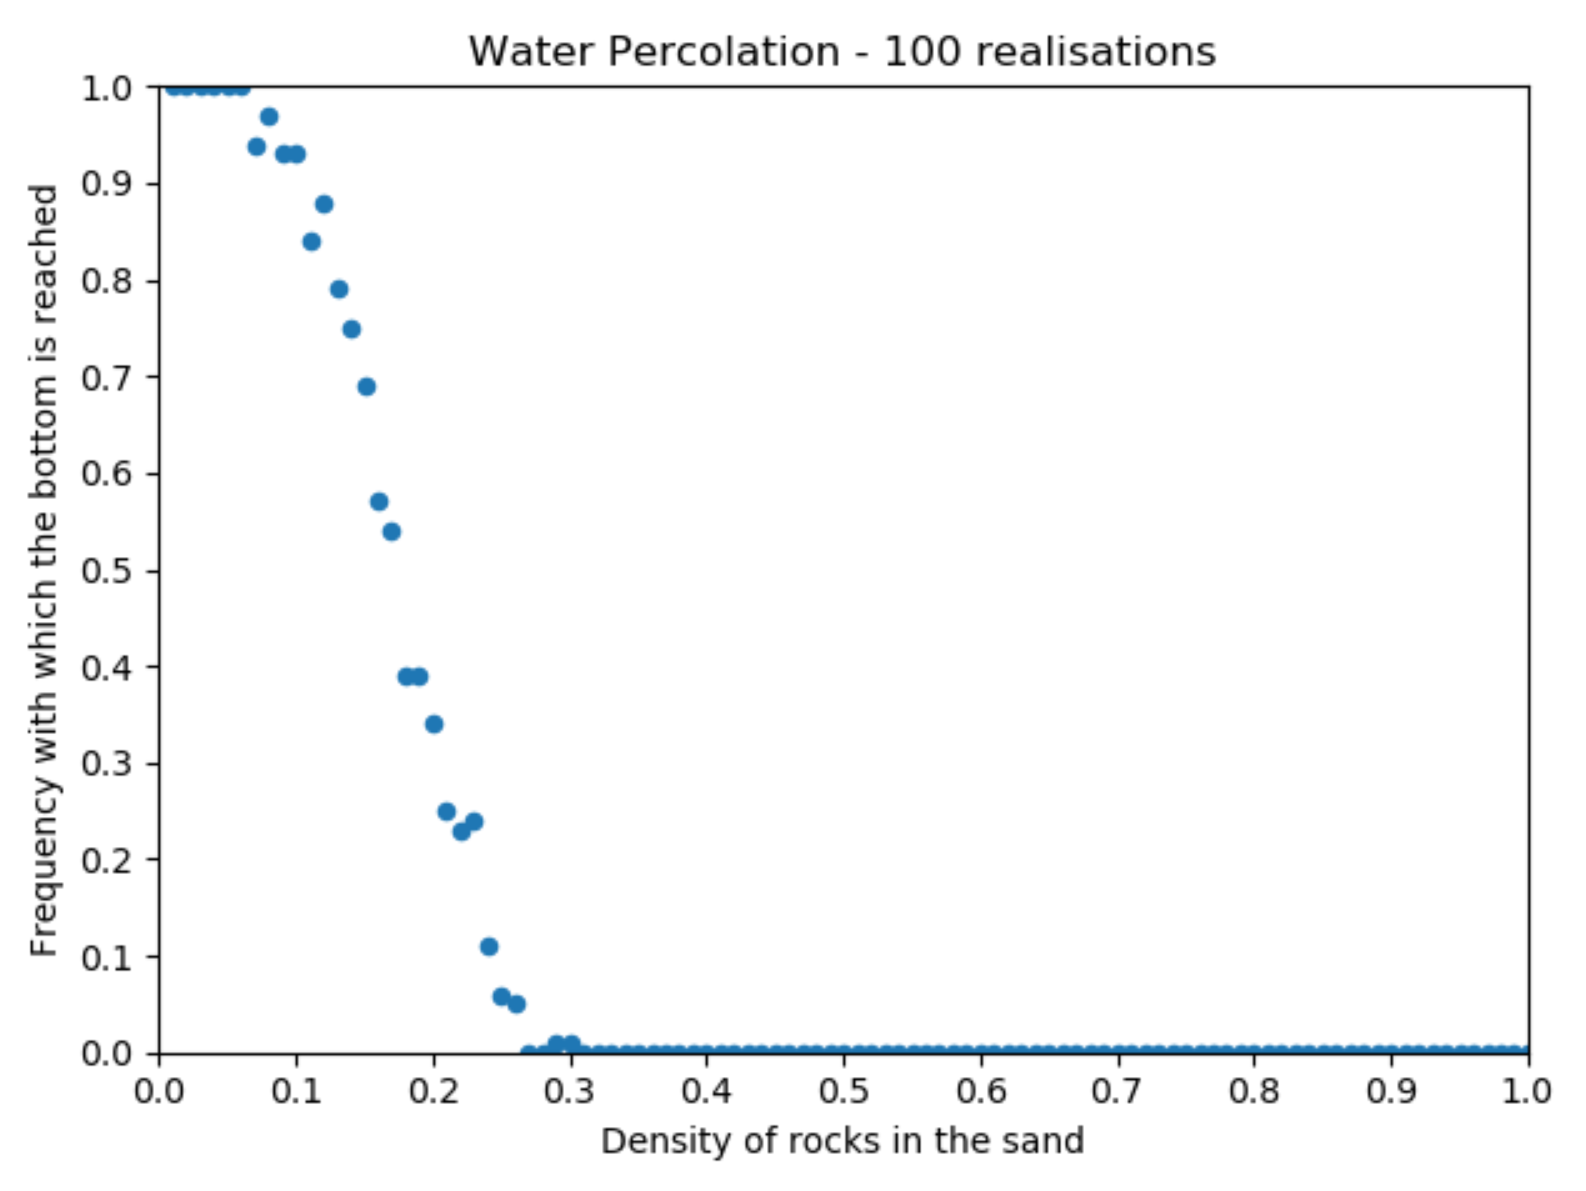 Water Percolation - 100 realisations
1.0
0.9
0.8
0.7
0.6
0.5
0.4
0.3
0.2
0.1
0.0
Frequency with which the bottom is reached
0.0 0.1 0.2 0.3 0.4 0.5 0.6 0.7 0.8 0.9 1.0
Density of rocks in the sand